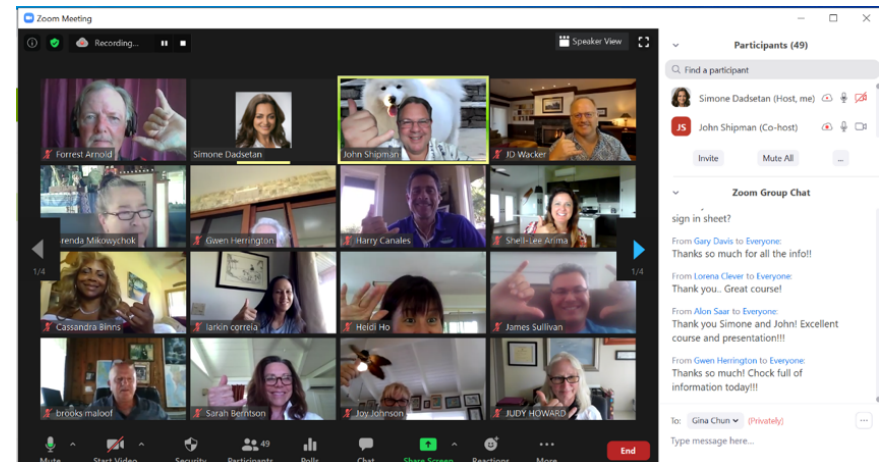 Zoom Meeting
Recording...
Speaker View
Forrest Arnold
Simone Dadsetan
John Shipman
JD Wacker
renda Mikowychok
Gwen Herrington
Harry Canales
Shell-Lee Arima
1/4
1/4
Cassandra Binns
larkin correia
Heidi Ho
James Sullivan
brooks maloof
Sarah Berntson
Joy Johnson
JUDY HOWARD
Mute
Start Video
Security
Participants
49
Polls
Chat
Share Screen
Reactions
More
End
Participants (49)
Find a participant
Simone Dadsetan (Host, me)
JS
John Shipman (Co-host)
Invite
Mute All
...
Zoom Group Chat
sign in sheet?
From Gary Davis to Everyone:
Thanks so much for all the info!!
From Lorena Clever to Everyone:
Thank you.. Great course!
From Alon Saar to Everyone:
Thank you Simone and John! Excellent
course and presentation!!!
From Gwen Herrington to Everyone:
Thanks so much! Chock full of
information today!!!
To: Gina Chun (Privately)
Type message here...